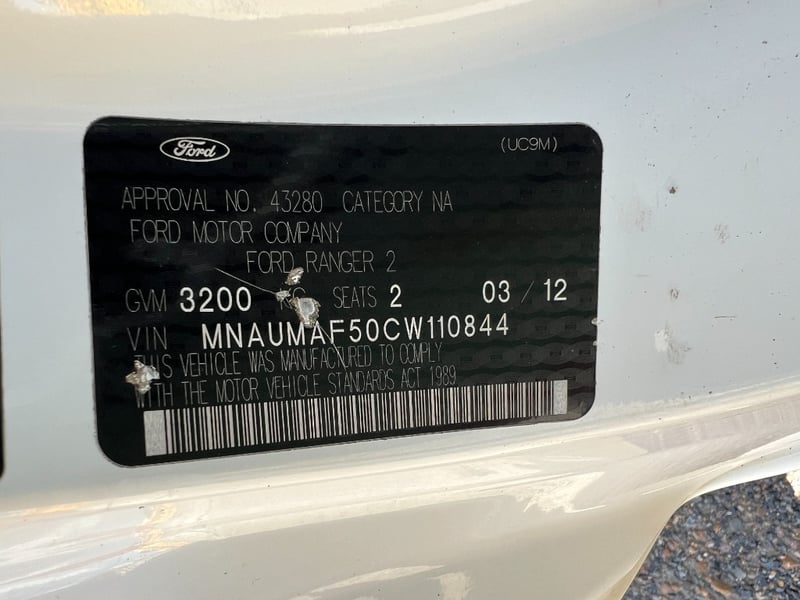 Ford (UC9M)
APPROVAL NO. 43280 CATEGORY NA
FORD MOTOR COMPANY
FORD RANGER 2
GVM 3200 KG SEATS 2 03 / 12
VIN MNAUMAF50CW110844
THIS VEHICLE WAS MANUFACTURED TO COMPLY
WITH THE MOTOR VEHICLE STANDARDS ACT 1989